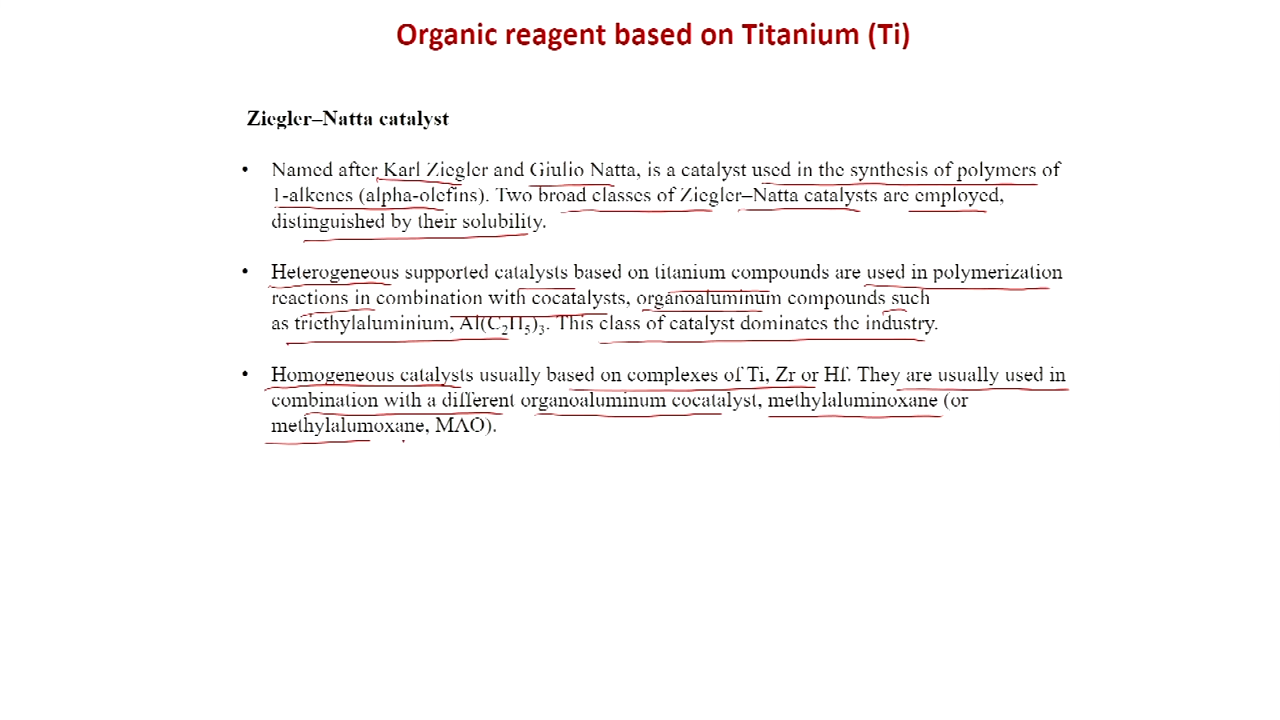 Organic reagent based on Titanium (Ti)
Ziegler–Natta catalyst
• Named after Karl Ziegler and Giulio Natta, is a catalyst used in the synthesis of polymers of
1-alkenes (alpha-olefins). Two broad classes of Ziegler–Natta catalysts are employed,
distinguished by their solubility.
• Heterogeneous supported catalysts based on titanium compounds are used in polymerization
reactions in combination with cocatalysts, organoaluminum compounds such
as triethylaluminium, Al(C₂H₅)₃. This class of catalyst dominates the industry.
• Homogeneous catalysts usually based on complexes of Ti, Zr or Hf. They are usually used in
combination with a different organoaluminum cocatalyst, methylaluminoxane (or
methylalumoxane, MAO).